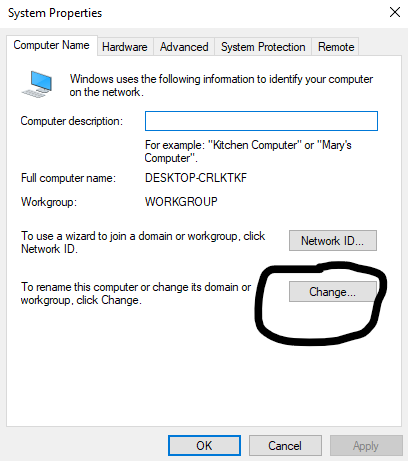 System Properties
Computer Name
Hardware
Advanced
System Protection
Remote
Windows uses the following information to identify your computer
on the network.
Computer description:
For example: "Kitchen Computer" or "Mary's
Computer".
Full computer name:
DESKTOP-CRLKTKF
Workgroup:
WORKGROUP
To use a wizard to join a domain or workgroup, click
Network ID.
Network ID...
To rename this computer or change its domain or
workgroup, click Change.
Change...
OK
Cancel
Apply